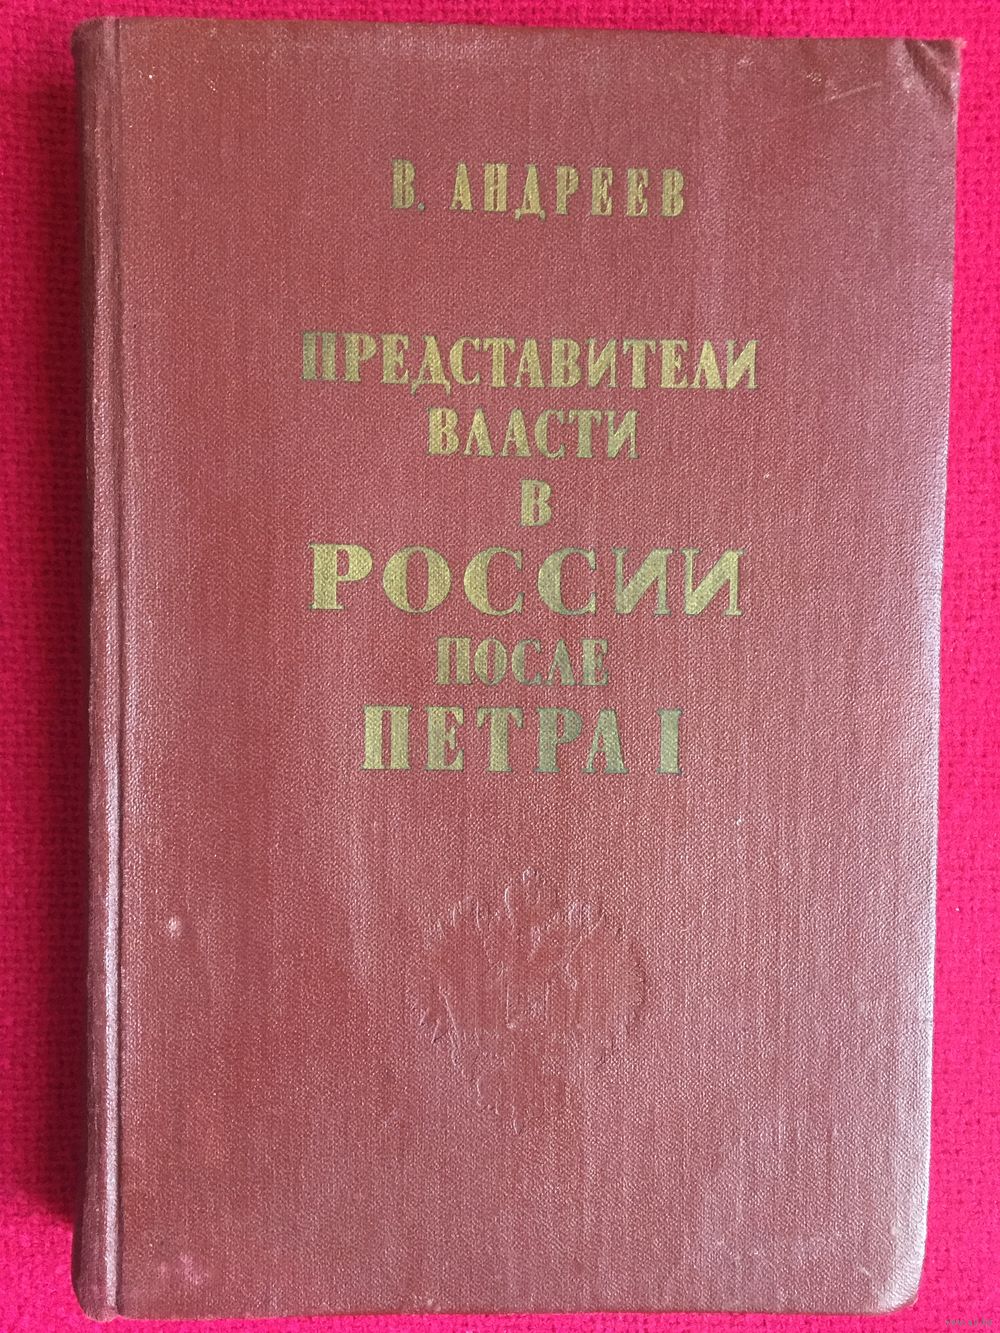 В. АНДРЕЕВ
ПРЕДСТАВИТЕЛИ
ВЛАСТИ
В
РОССИИ
ПОСЛЕ
ПЕТРА I